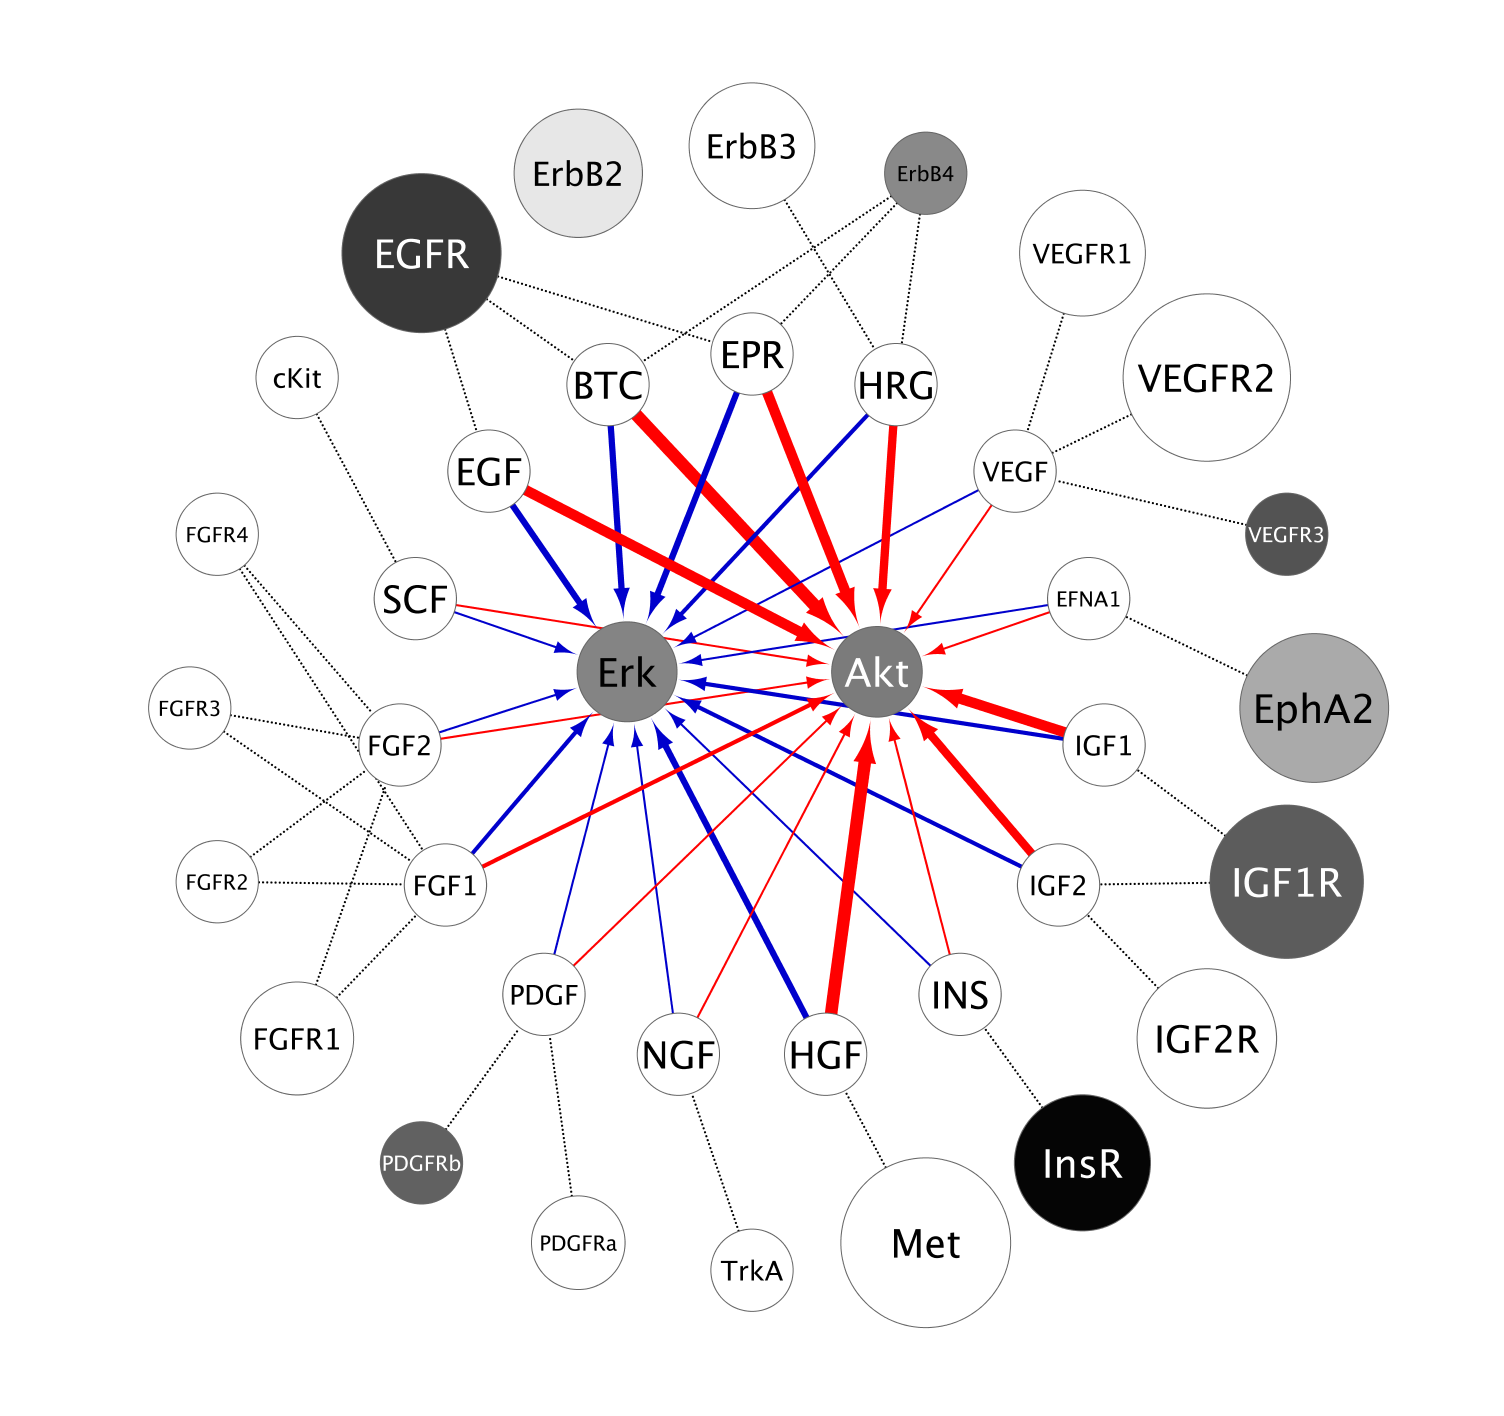 ErbB3
ErbB2
ErbB4
EGFR
VEGFR1
EPR
cKit
VEGFR2
BTC
HRG
EGF
VEGF
FGFR4
VEGFR3
SCF
EFNA1
Erk
Akt
FGFR3
EphA2
FGF2
IGF1
FGFR2
FGF1
IGF2
IGF1R
PDGF
INS
FGFR1
NGF
HGF
IGF2R
PDGFRb
InsR
PDGFRa
Met
TrkA